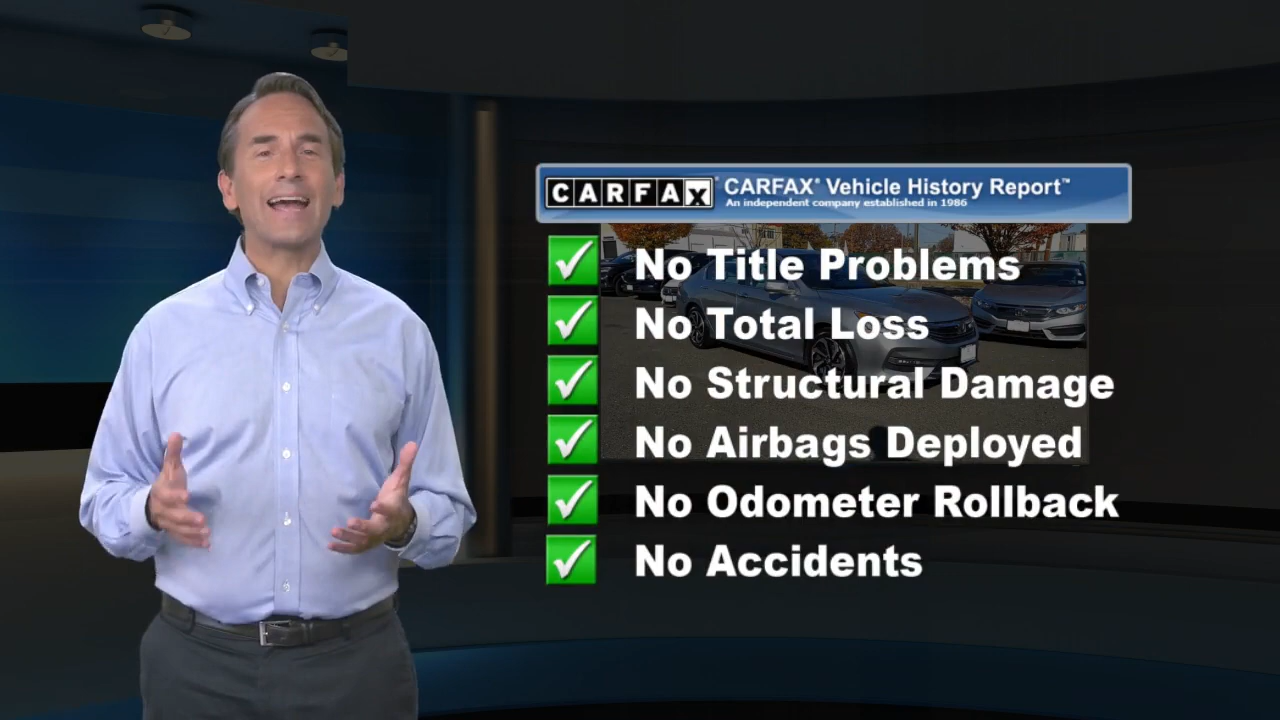 CARFAX® CARFAX® Vehicle History Report™
An independent company established in 1986
No Title Problems
No Total Loss
No Structural Damage
No Airbags Deployed
No Odometer Rollback
No Accidents